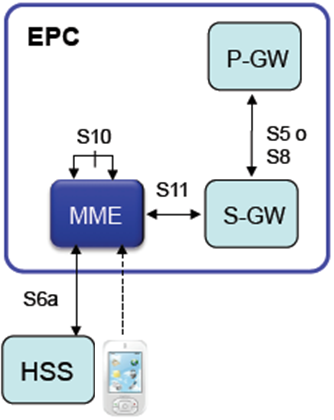 EPC
P-GW
S10
S5 o
S8
S11
MME
S-GW
S6a
HSS